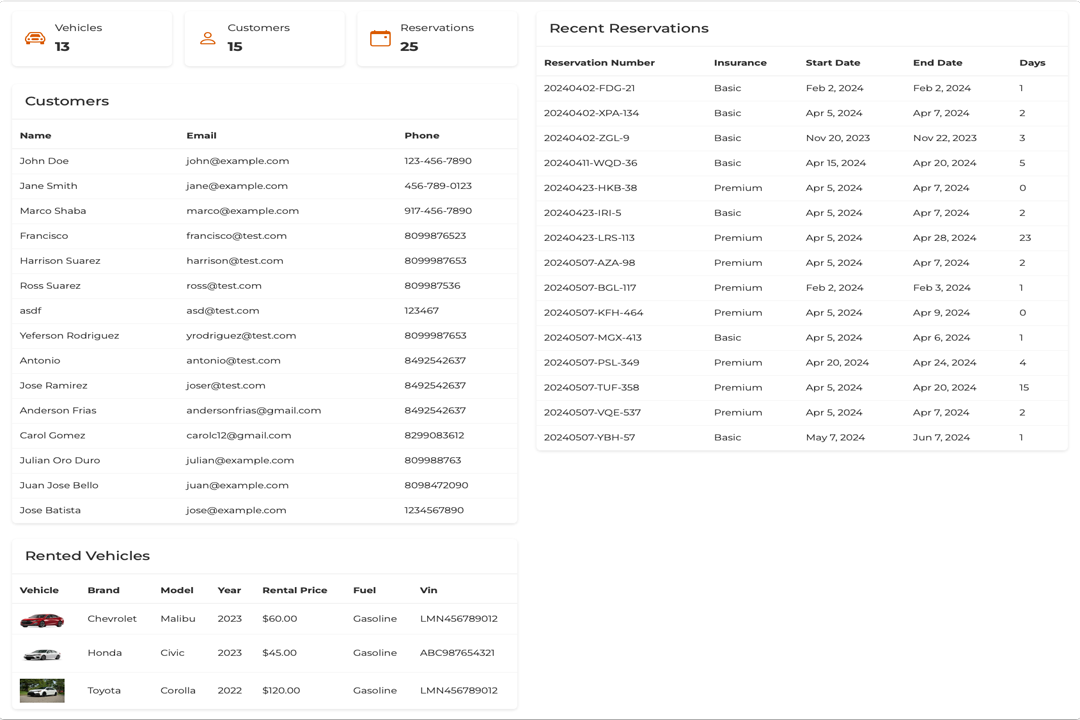 Vehicles
13
Customers
15
Reservations
25
Customers
Name Email Phone
John Doe john@example.com 123-456-7890
Jane Smith jane@example.com 456-789-0123
Marco Shaba marco@example.com 917-456-7890
Francisco francisco@test.com 8099876523
Harrison Suarez harrison@test.com 8099987653
Ross Suarez ross@test.com 809987536
asdf asd@test.com 123467
Yeferson Rodriguez yrodriguez@test.com 8099987653
Antonio antonio@test.com 8492542637
Jose Ramirez joser@test.com 8492542637
Anderson Frias andersonfrias@gmail.com 8492542637
Carol Gomez carolc12@gmail.com 8299083612
Julian Oro Duro julian@example.com 809988763
Juan Jose Bello juan@example.com 8098472090
Jose Batista jose@example.com 1234567890
Rented Vehicles
Vehicle Brand Model Year Rental Price Fuel Vin
Chevrolet Malibu 2023 $60.00 Gasoline LMN456789012
Honda Civic 2023 $45.00 Gasoline ABC987654321
Toyota Corolla 2022 $120.00 Gasoline LMN456789012
Recent Reservations
Reservation Number Insurance Start Date End Date Days
20240402-FDG-21 Basic Feb 2, 2024 Feb 2, 2024 1
20240402-XPA-134 Basic Apr 5, 2024 Apr 7, 2024 2
20240402-ZGL-9 Basic Nov 20, 2023 Nov 22, 2023 3
20240411-WQD-36 Basic Apr 15, 2024 Apr 20, 2024 5
20240423-HKB-38 Premium Apr 5, 2024 Apr 7, 2024 0
20240423-IRI-5 Basic Apr 5, 2024 Apr 7, 2024 2
20240423-LRS-113 Premium Apr 5, 2024 Apr 28, 2024 23
20240507-AZA-98 Premium Apr 5, 2024 Apr 7, 2024 2
20240507-BGL-117 Premium Feb 2, 2024 Feb 3, 2024 1
20240507-KFH-464 Premium Apr 5, 2024 Apr 9, 2024 0
20240507-MGX-413 Basic Apr 5, 2024 Apr 6, 2024 1
20240507-PSL-349 Premium Apr 20, 2024 Apr 24, 2024 4
20240507-TUF-358 Premium Apr 5, 2024 Apr 20, 2024 15
20240507-VQE-537 Premium Apr 5, 2024 Apr 7, 2024 2
20240507-YBH-57 Basic May 7, 2024 Jun 7, 2024 1